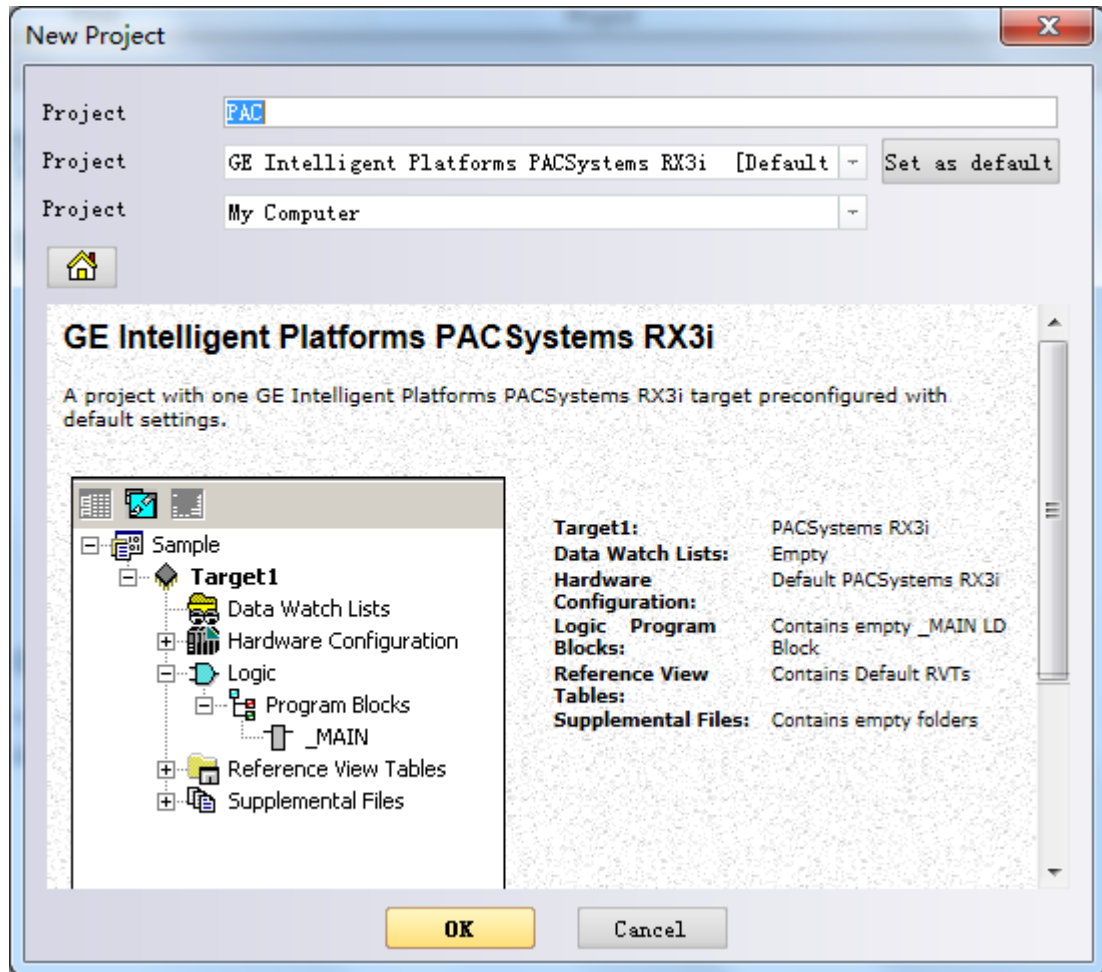 New Project
Project PAC
Project GE Intelligent Platforms PACSystems RX3i [Default Set as default
Project My Computer
GE Intelligent Platforms PACSystems RX3i
A project with one GE Intelligent Platforms PACSystems RX3i target preconfigured with
default settings.
Sample
Target1
Data Watch Lists
Hardware Configuration
Logic
Program Blocks
_MAIN
Reference View Tables
Supplemental Files
Target1: PACSystems RX3i
Data Watch Lists: Empty
Hardware Default PACSystems RX3i
Configuration:
Logic Program Contains empty _MAIN LD
Blocks: Block
Reference View Contains Default RVTs
Tables:
Supplemental Files: Contains empty folders
OK Cancel